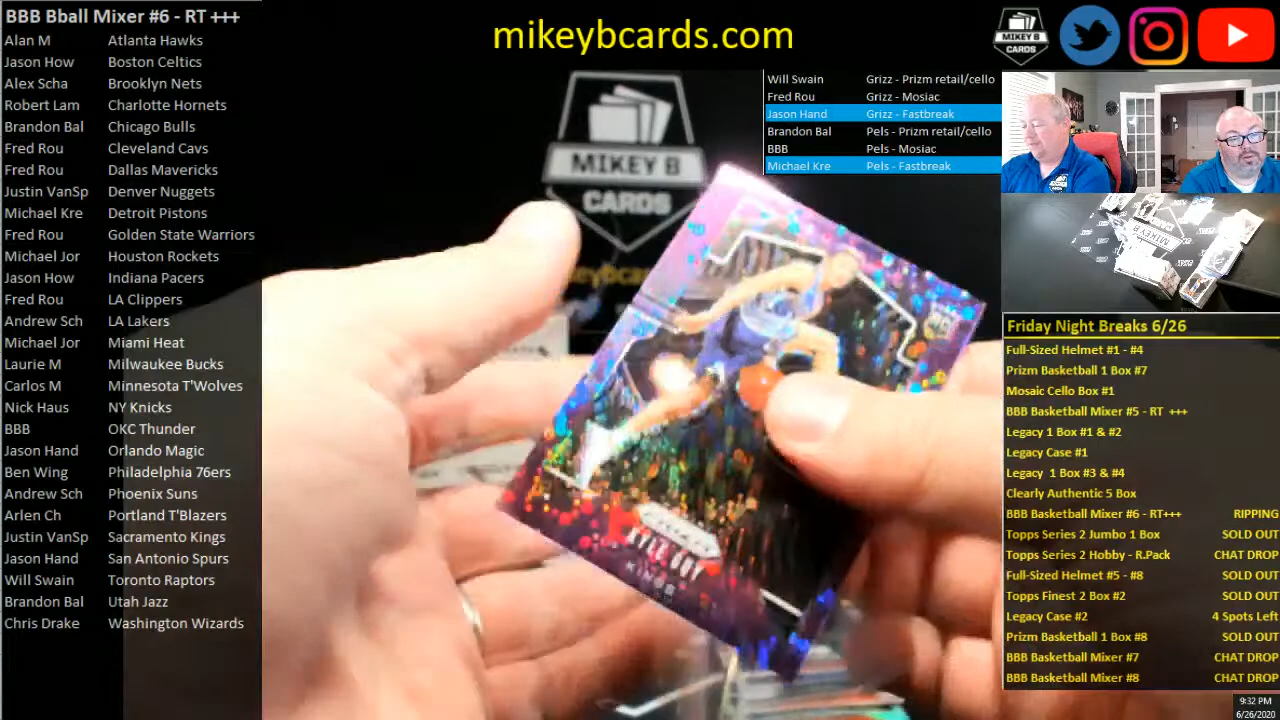 BBB Bball Mixer #6 - RT +++
Alan M Atlanta Hawks
Jason How Boston Celtics
Alex Scha Brooklyn Nets
Robert Lam Charlotte Hornets
Brandon Bal Chicago Bulls
Fred Rou Cleveland Cavs
Fred Rou Dallas Mavericks
Justin VanSp Denver Nuggets
Michael Kre Detroit Pistons
Fred Rou Golden State Warriors
Michael Jor Houston Rockets
Jason How Indiana Pacers
Fred Rou LA Clippers
Andrew Sch LA Lakers
Michael Jor Miami Heat
Laurie M Milwaukee Bucks
Carlos M Minnesota T'Wolves
Nick Haus NY Knicks
BBB OKC Thunder
Jason Hand Orlando Magic
Ben Wing Philadelphia 76ers
Andrew Sch Phoenix Suns
Arlen Ch Portland T'Blazers
Justin VanSp Sacramento Kings
Jason Hand San Antonio Spurs
Will Swain Toronto Raptors
Brandon Bal Utah Jazz
Chris Drake Washington Wizards
mikeybcards.com
MIKEY B
CARDS
Will Swain Grizz - Prizm retail/cello
Fred Rou Grizz - Mosiac
Jason Hand Grizz - Fastbreak
Brandon Bal Pels - Prizm retail/cello
BBB Pels - Mosiac
Michael Kre Pels - Fastbreak
MIKEY B
CARDS
KYLE GUY
KINGS
MIKEY B
Friday Night Breaks 6/26
Full-Sized Helmet #1 - #4
Prizm Basketball 1 Box #7
Mosaic Cello Box #1
BBB Basketball Mixer #5 - RT +++
Legacy 1 Box #1 & #2
Legacy Case #1
Legacy 1 Box #3 & #4
Clearly Authentic 5 Box
BBB Basketball Mixer #6 - RT+++ RIPPING
Topps Series 2 Jumbo 1 Box SOLD OUT
Topps Series 2 Hobby - R.Pack CHAT DROP
Full-Sized Helmet #5 - #8 SOLD OUT
Topps Finest 2 Box #2 SOLD OUT
Legacy Case #2 4 Spots Left
Prizm Basketball 1 Box #8 SOLD OUT
BBB Basketball Mixer #7 CHAT DROP
BBB Basketball Mixer #8 CHAT DROP
9:32 PM
6/26/2020